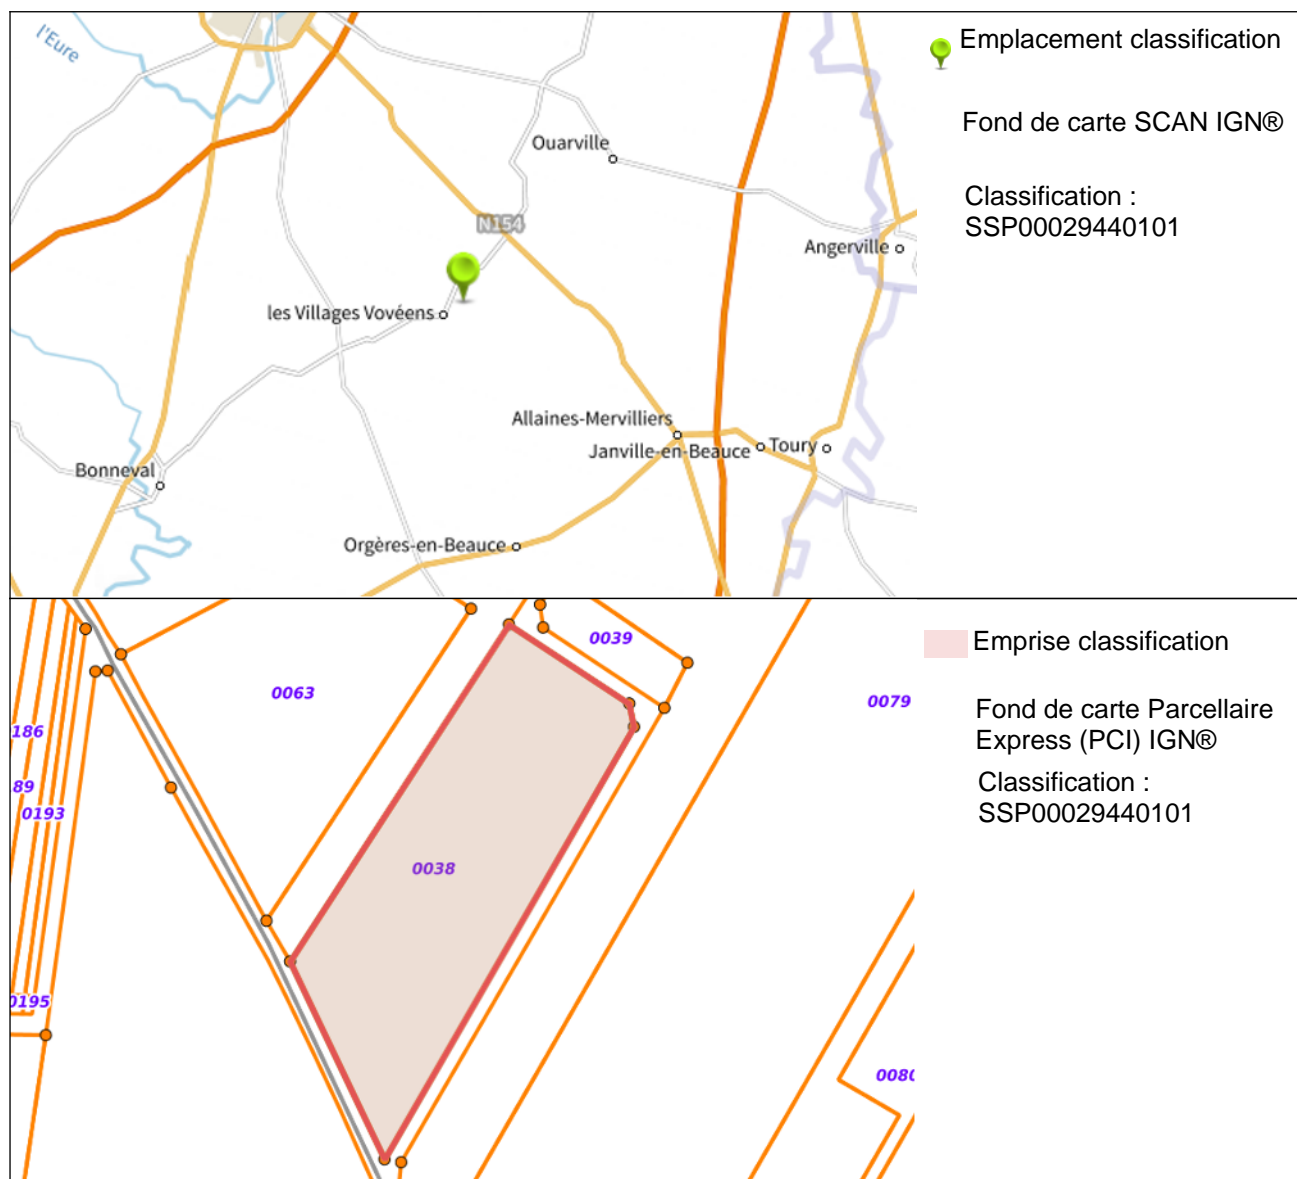 l'Eure
Ouarville
N154
Angerville
les Villages Vovéens
Allaines-Mervilliers
Janville-en-Beauce
Toury
Bonneval
Orgères-en-Beauce
Emplacement classification
Fond de carte SCAN IGN®
Classification :
SSP00029440101
0039
0063
0079
186
89
0193
0038
0195
0080
Emprise classification
Fond de carte Parcellaire
Express (PCI) IGN®
Classification :
SSP00029440101